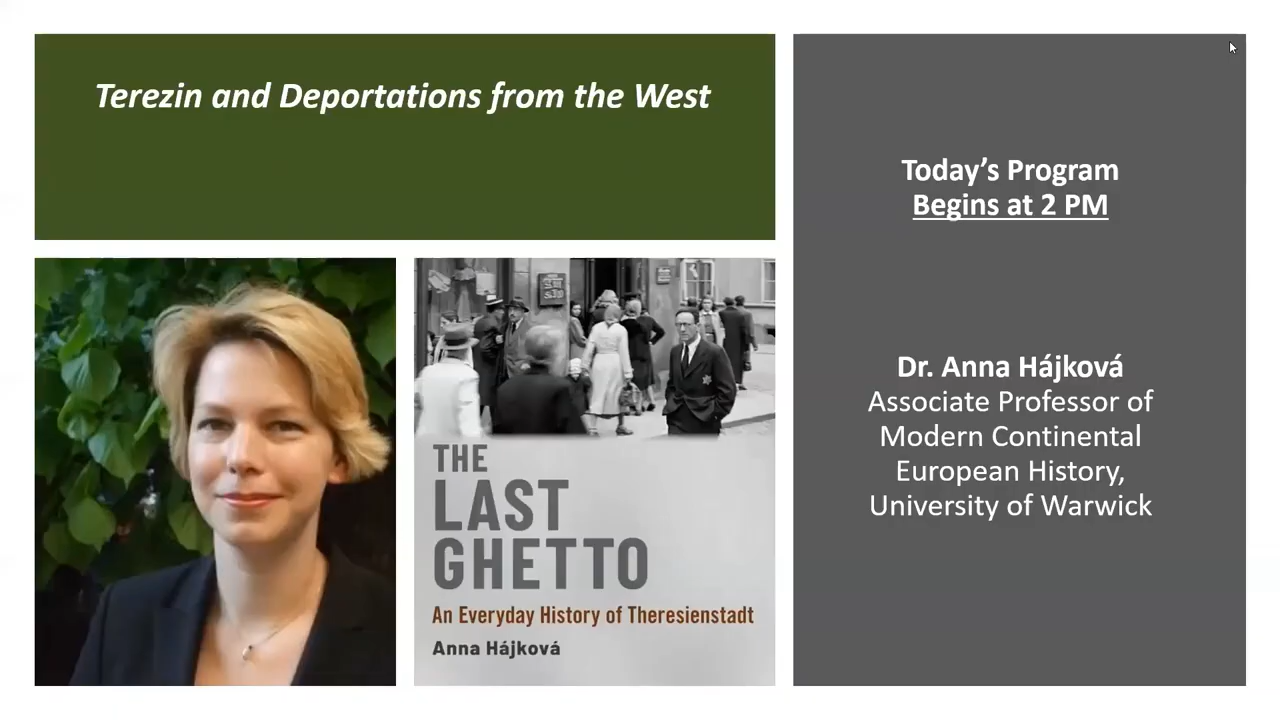 Terezin and Deportations from the West
Today’s Program
Begins at 2 PM
Dr. Anna Hájková
Associate Professor of
Modern Continental
European History,
University of Warwick
THE
LAST
GHETTO
An Everyday History of Theresienstadt
Anna Hájková